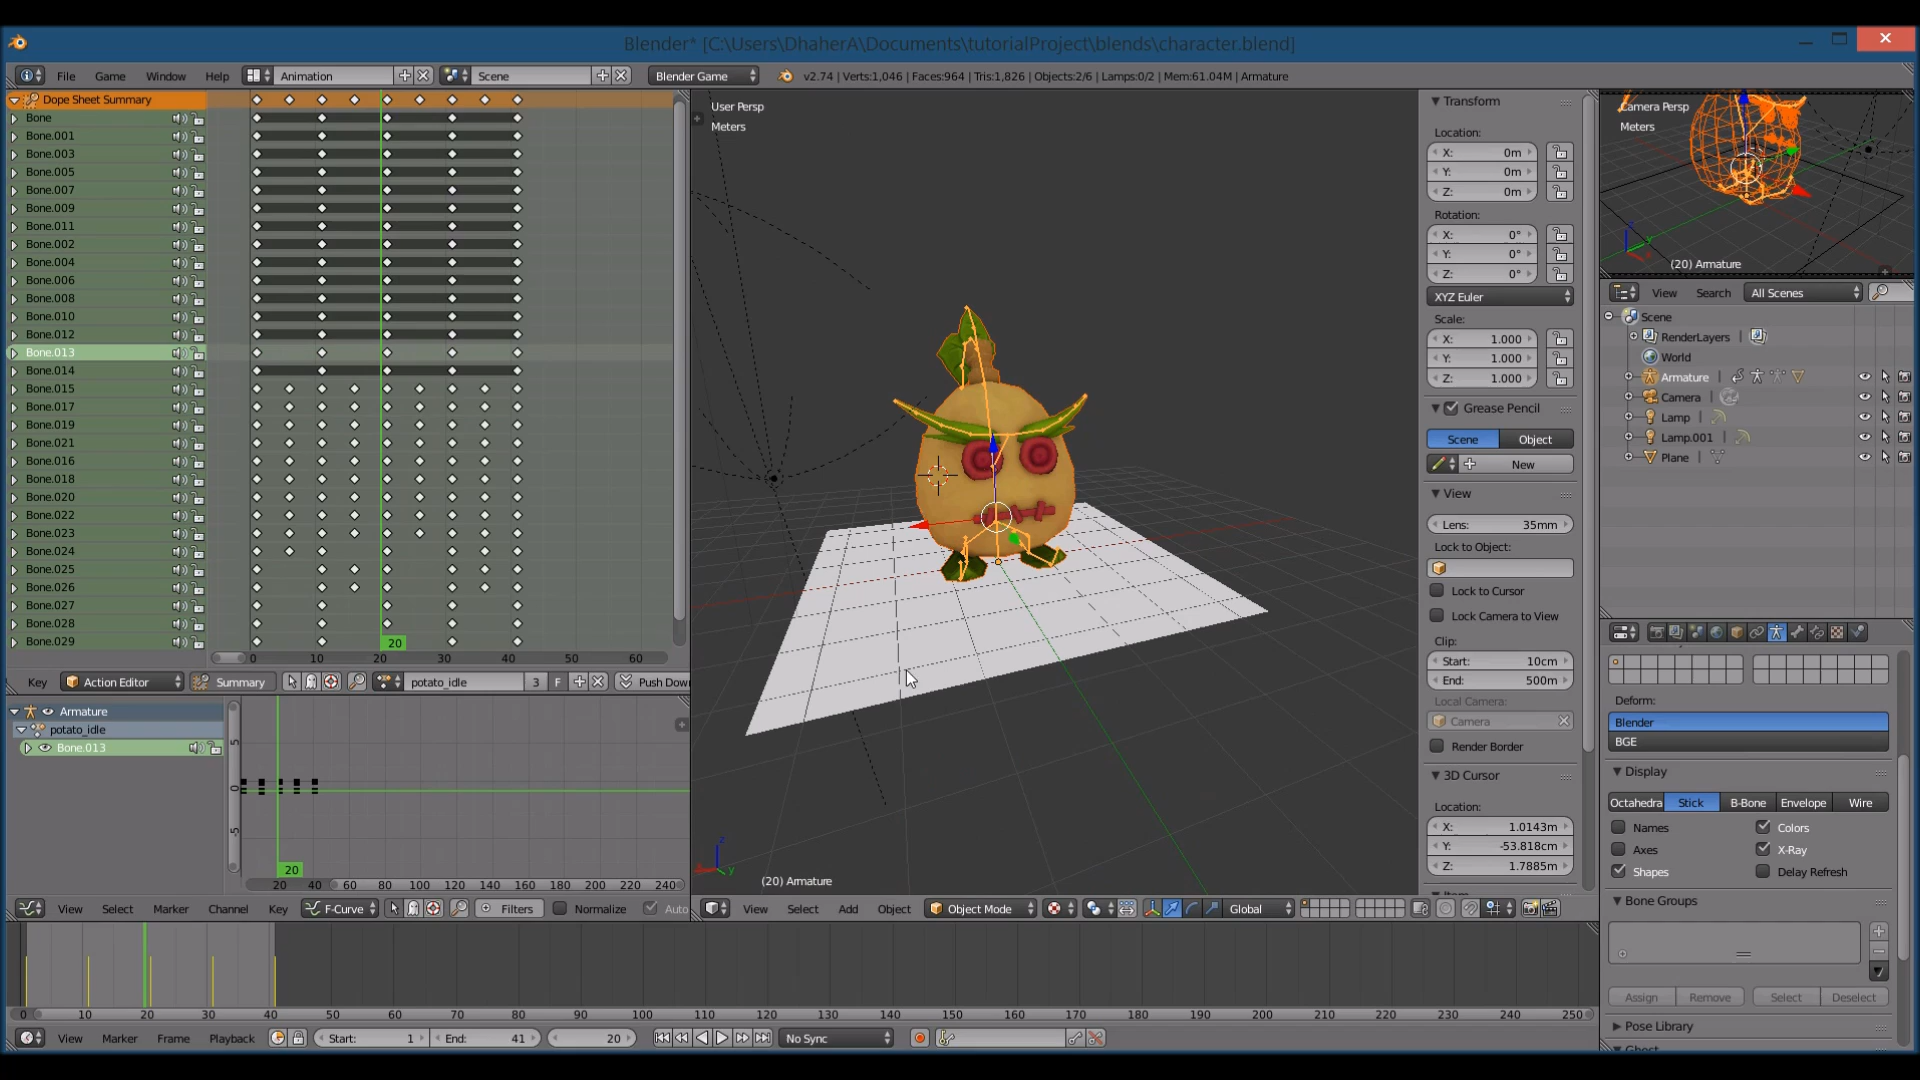 Blender* [C:\Users\DhaherA\Documents\tutorialProject\blends\character.blend]
File Game Window Help Animation Scene Blender Game v2.74 | Verts:1,046 | Faces:964 | Tris:1,826 | Objects:2/6 | Lamps:0/2 | Mem:61.04M | Armature
Dope Sheet Summary
Bone
Bone.001
Bone.003
Bone.005
Bone.007
Bone.009
Bone.011
Bone.002
Bone.004
Bone.006
Bone.008
Bone.010
Bone.012
Bone.013
Bone.014
Bone.015
Bone.017
Bone.019
Bone.021
Bone.016
Bone.018
Bone.020
Bone.022
Bone.023
Bone.024
Bone.025
Bone.026
Bone.027
Bone.028
Bone.029
20
0 10 20 30 40 50 60
Key Action Editor Summary potato_idle 3 F Push Down
Armature
potato_idle
Bone.013
5
0
-5
20
20 40 60 80 100 120 140 160 180 200 220 240
View Select Marker Channel Key F-Curve Filters Normalize Auto
User Persp
Meters
(20) Armature
View Select Add Object Object Mode Global
Transform
Location:
X: 0m
Y: 0m
Z: 0m
Rotation:
X: 0°
Y: 0°
Z: 0°
XYZ Euler
Scale:
X: 1.000
Y: 1.000
Z: 1.000
Grease Pencil
Scene Object
New
View
Lens: 35mm
Lock to Object:
Lock to Cursor
Lock Camera to View
Clip:
Start: 10cm
End: 500m
Local Camera:
Camera
Render Border
3D Cursor
Location:
X: 1.0143m
Y: -53.818cm
Z: 1.7885m
Camera Persp
Meters
(20) Armature
View Search All Scenes
Scene
RenderLayers
World
Armature
Camera
Lamp
Lamp.001
Plane
Deform:
Blender
BGE
Display
Octahedra Stick B-Bone Envelope Wire
Names Colors
Axes X-Ray
Shapes Delay Refresh
Bone Groups
Assign Remove Select Deselect
Pose Library
0 10 20 30 40 50 60 70 80 90 100 110 120 130 140 150 160 170 180 190 200 210 220 230 240 250
View Marker Frame Playback Start: 1 End: 41 20 No Sync